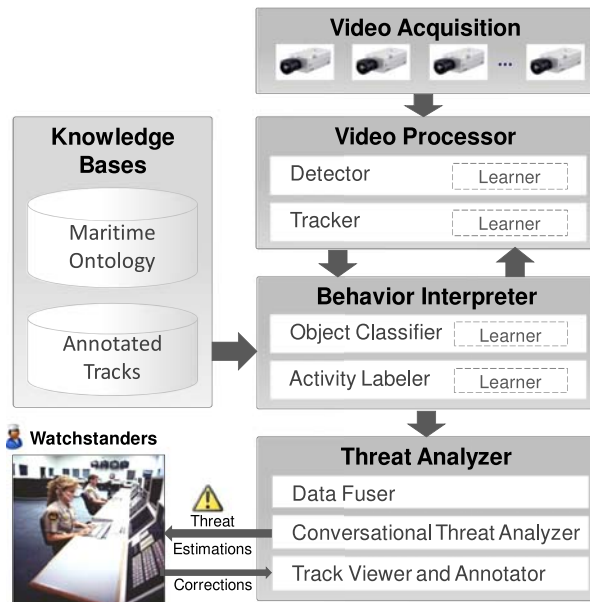 Video Acquisition
...
Knowledge
Bases
Maritime
Ontology
Annotated
Tracks
Video Processor
Detector
Learner
Tracker
Learner
Behavior Interpreter
Object Classifier
Learner
Activity Labeler
Learner
Watchstanders
Threat
Estimations
Corrections
Threat Analyzer
Data Fuser
Conversational Threat Analyzer
Track Viewer and Annotator